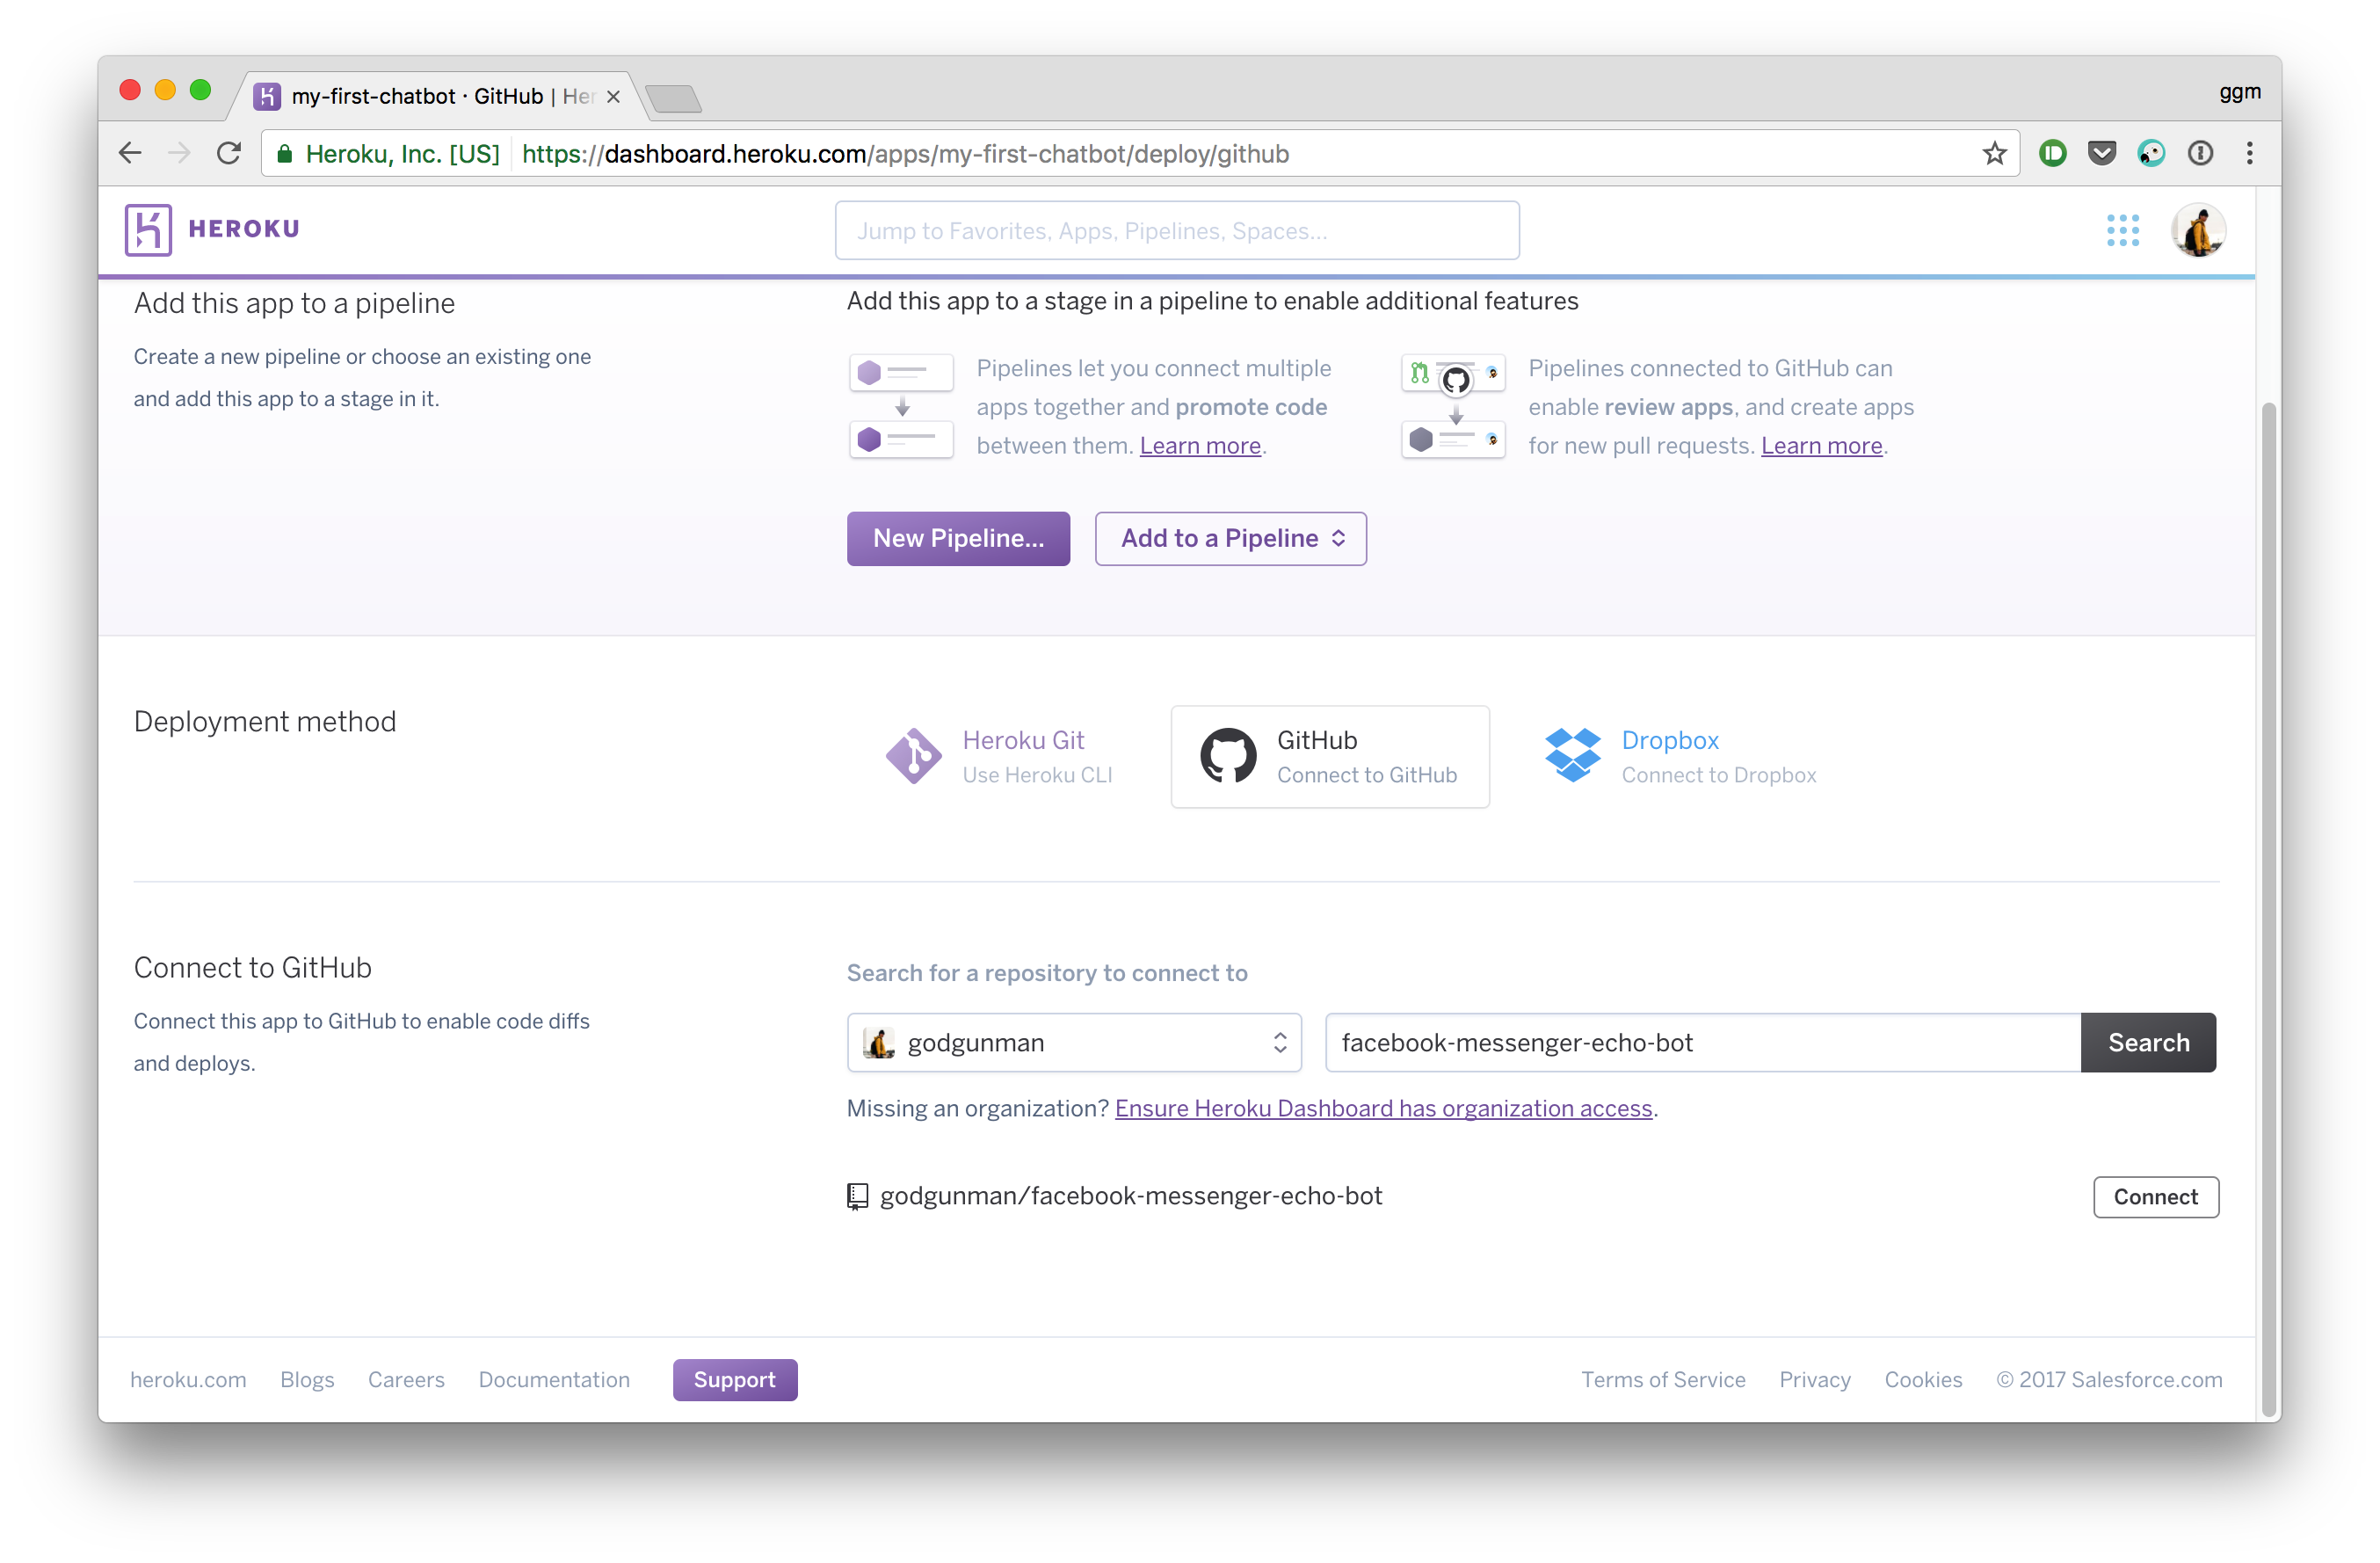 my-first-chatbot · GitHub | Her
ggm
Heroku, Inc. [US]
https://dashboard.heroku.com/apps/my-first-chatbot/deploy/github
HEROKU
Jump to Favorites, Apps, Pipelines, Spaces...
Add this app to a pipeline
Create a new pipeline or choose an existing one
and add this app to a stage in it.
Add this app to a stage in a pipeline to enable additional features
Pipelines let you connect multiple
apps together and promote code
between them. Learn more.
Pipelines connected to GitHub can
enable review apps, and create apps
for new pull requests. Learn more.
New Pipeline...
Add to a Pipeline
Deployment method
Heroku Git
Use Heroku CLI
GitHub
Connect to GitHub
Dropbox
Connect to Dropbox
Connect to GitHub
Connect this app to GitHub to enable code diffs
and deploys.
Search for a repository to connect to
godgunman
facebook-messenger-echo-bot
Search
Missing an organization? Ensure Heroku Dashboard has organization access.
godgunman/facebook-messenger-echo-bot
Connect
heroku.com
Blogs
Careers
Documentation
Support
Terms of Service
Privacy
Cookies
© 2017 Salesforce.com